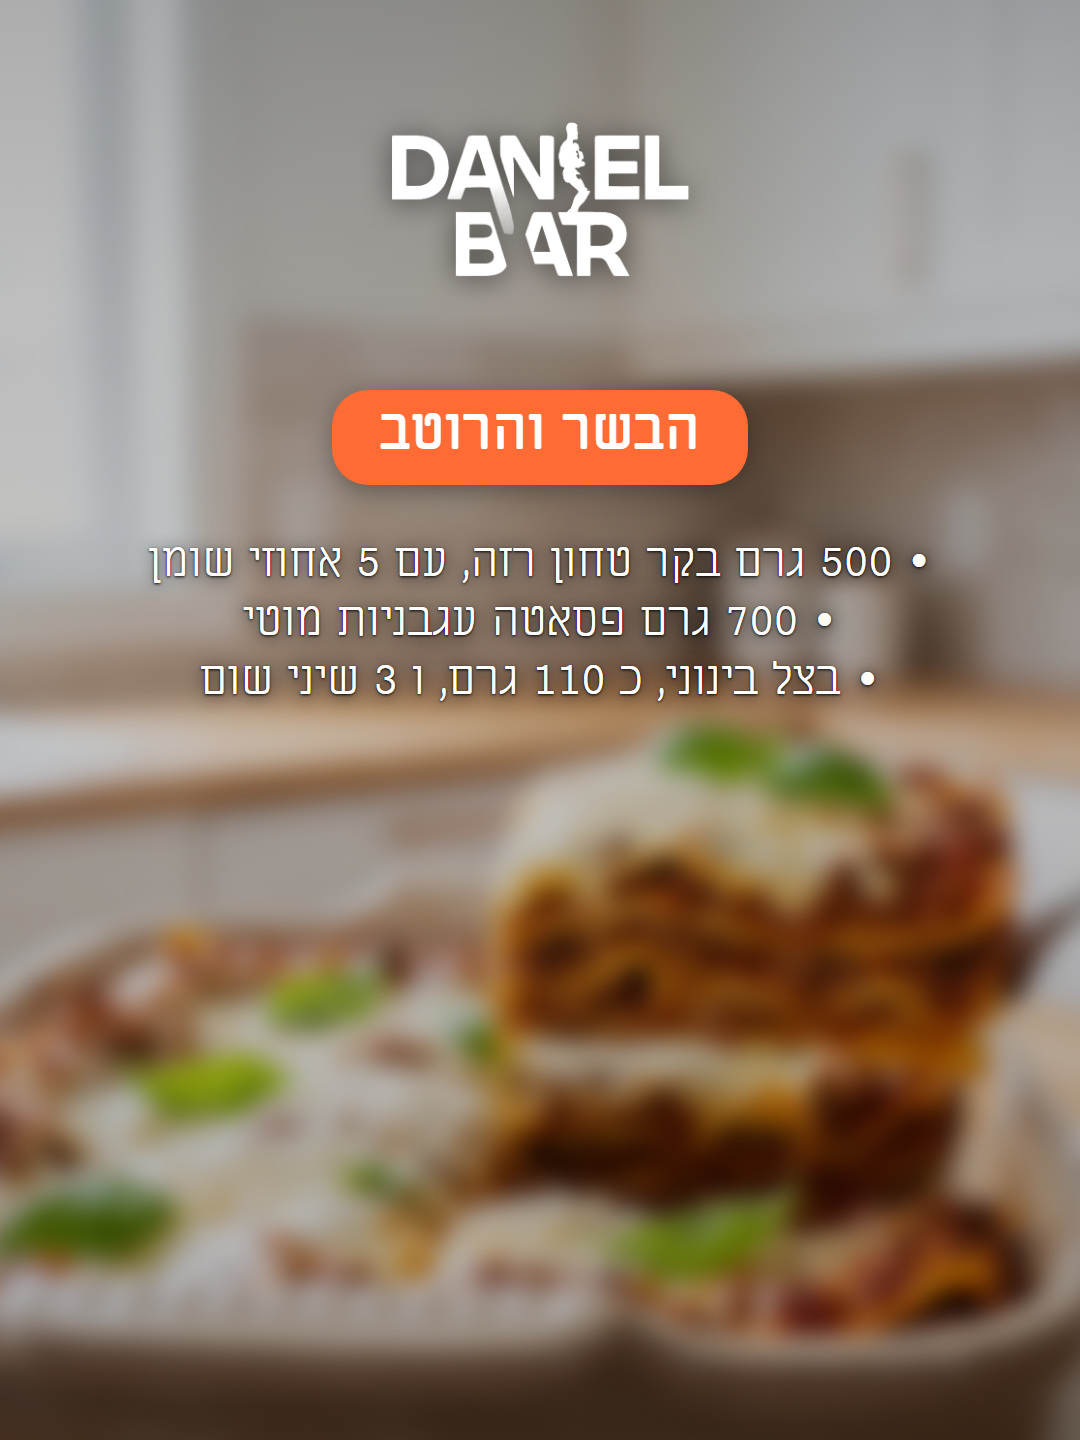 DANIEL
BAR
הבשר והרוטב
• 500 גרם בקר טחון רזה, עם 5 אחוזי שומן
• 700 גרם פסאטה עגבניות מוטי
• בצל בינוני, כ 110 גרם, ו 3 שיני שום